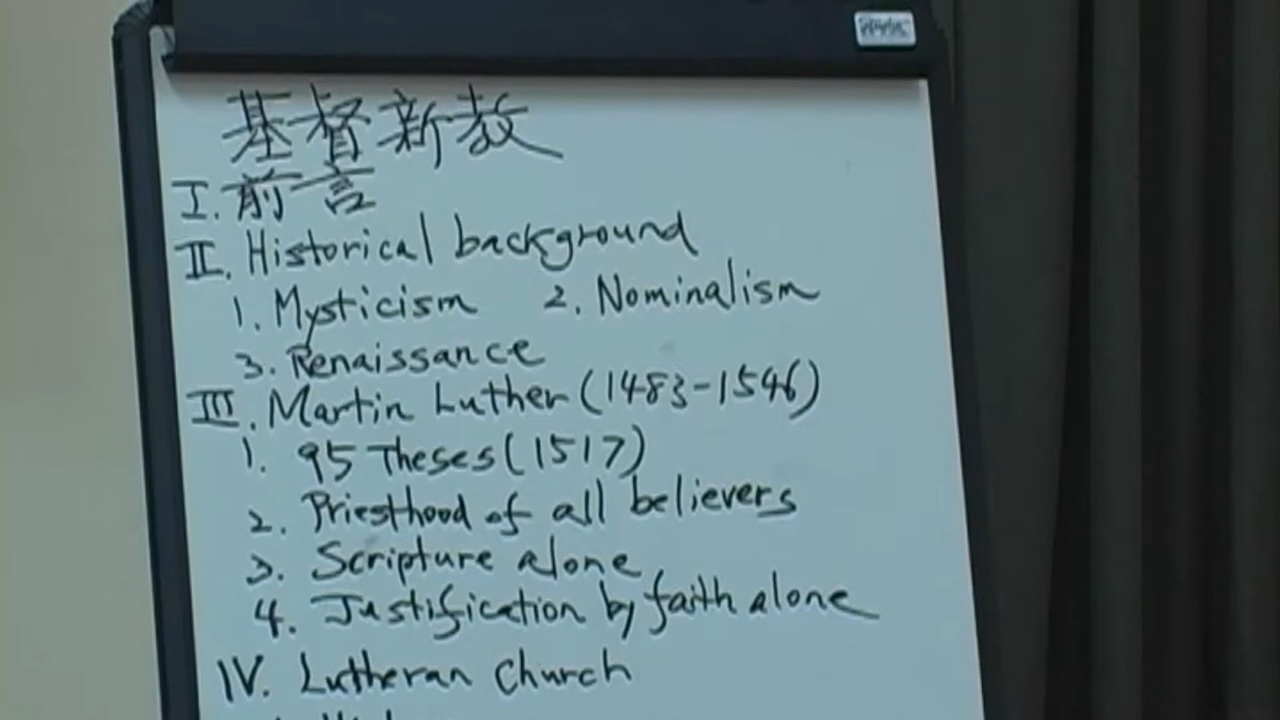 基督新教
I. 前言
II. Historical background
1. Mysticism 2. Nominalism
3. Renaissance
III. Martin Luther (1483-1546)
1. 95 Theses (1517)
2. Priesthood of all believers
3. Scripture alone
4. Justification by faith alone
IV. Lutheran Church